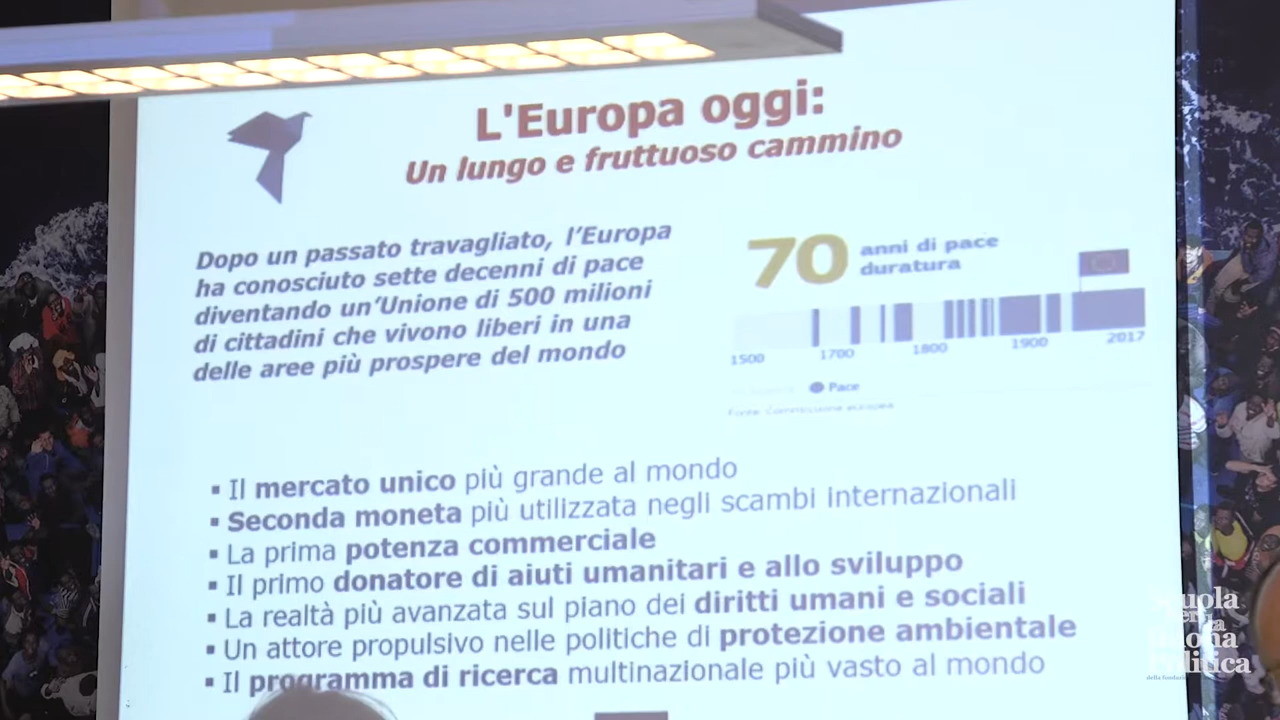 L'Europa oggi:
Un lungo e fruttuoso cammino
Dopo un passato travagliato, l’Europa
ha conosciuto sette decenni di pace
diventando un’Unione di 500 milioni
di cittadini che vivono liberi in una
delle aree più prospere del mondo
70 anni di pace
duratura
1500 1700 1800 1900 2017
Pace
Fonte: Commissione europea
▪ Il mercato unico più grande al mondo
▪ Seconda moneta più utilizzata negli scambi internazionali
▪ La prima potenza commerciale
▪ Il primo donatore di aiuti umanitari e allo sviluppo
▪ La realtà più avanzata sul piano dei diritti umani e sociali
▪ Un attore propulsivo nelle politiche di protezione ambientale
▪ Il programma di ricerca multinazionale più vasto al mondo
Politica